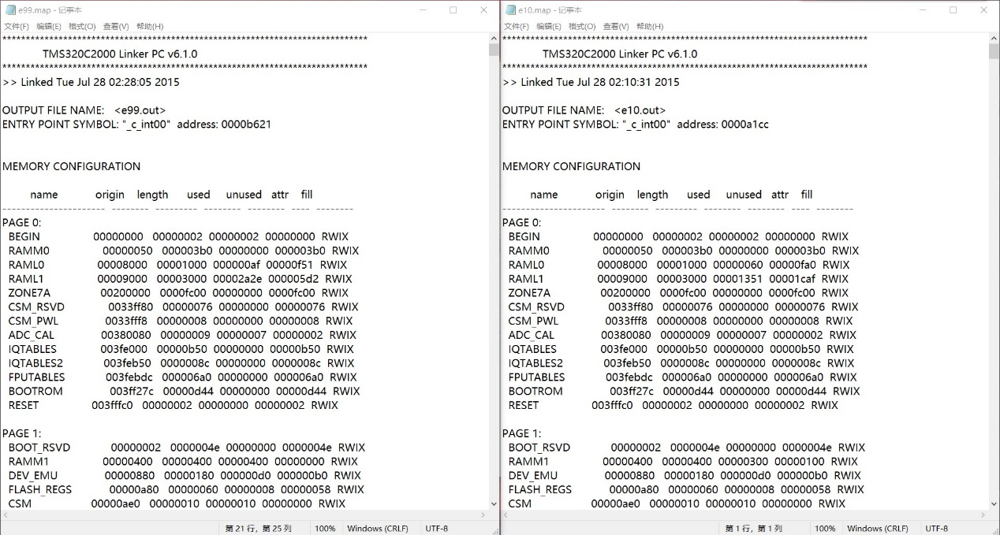 e99.map - 记事本
文件(F) 编辑(E) 格式(O) 查看(V) 帮助(H)
******************************************************************************
TMS320C2000 Linker PC v6.1.0
******************************************************************************
>> Linked Tue Jul 28 02:28:05 2015
OUTPUT FILE NAME: <e99.out>
ENTRY POINT SYMBOL: "_c_int00" address: 0000b621
MEMORY CONFIGURATION
name origin length used unused attr fill
---------------------- -------- --------- -------- -------- ---- --------
PAGE 0:
BEGIN 00000000 00000002 00000002 00000000 RWIX
RAMM0 00000050 000003b0 00000000 000003b0 RWIX
RAML0 00008000 00001000 000000af 00000f51 RWIX
RAML1 00009000 00003000 00002a2e 000005d2 RWIX
ZONE7A 00200000 0000fc00 00000000 0000fc00 RWIX
CSM_RSVD 0033ff80 00000076 00000000 00000076 RWIX
CSM_PWL 0033fff8 00000008 00000000 00000008 RWIX
ADC_CAL 00380080 00000009 00000007 00000002 RWIX
IQTABLES 003fe000 00000b50 00000000 00000b50 RWIX
IQTABLES2 003feb50 0000008c 00000000 0000008c RWIX
FPUTABLES 003febdc 000006a0 00000000 000006a0 RWIX
BOOTROM 003ff27c 00000d44 00000000 00000d44 RWIX
RESET 003fffc0 00000002 00000000 00000002 RWIX
PAGE 1:
BOOT_RSVD 00000002 0000004e 00000000 0000004e RWIX
RAMM1 00000400 00000400 00000400 00000000 RWIX
DEV_EMU 00000880 00000180 000000d0 000000b0 RWIX
FLASH_REGS 00000a80 00000060 00000008 00000058 RWIX
CSM 00000ae0 00000010 00000010 00000000 RWIX
第 21 行，第 25 列 100% Windows (CRLF) UTF-8
e10.map - 记事本
文件(F) 编辑(E) 格式(O) 查看(V) 帮助(H)
******************************************************************************
TMS320C2000 Linker PC v6.1.0
******************************************************************************
>> Linked Tue Jul 28 02:10:31 2015
OUTPUT FILE NAME: <e10.out>
ENTRY POINT SYMBOL: "_c_int00" address: 0000a1cc
MEMORY CONFIGURATION
name origin length used unused attr fill
---------------------- -------- --------- -------- -------- ---- --------
PAGE 0:
BEGIN 00000000 00000002 00000002 00000000 RWIX
RAMM0 00000050 000003b0 00000000 000003b0 RWIX
RAML0 00008000 00001000 00000060 00000fa0 RWIX
RAML1 00009000 00003000 00001351 00001caf RWIX
ZONE7A 00200000 0000fc00 00000000 0000fc00 RWIX
CSM_RSVD 0033ff80 00000076 00000000 00000076 RWIX
CSM_PWL 0033fff8 00000008 00000000 00000008 RWIX
ADC_CAL 00380080 00000009 00000007 00000002 RWIX
IQTABLES 003fe000 00000b50 00000000 00000b50 RWIX
IQTABLES2 003feb50 0000008c 00000000 0000008c RWIX
FPUTABLES 003febdc 000006a0 00000000 000006a0 RWIX
BOOTROM 003ff27c 00000d44 00000000 00000d44 RWIX
RESET 003fffc0 00000002 00000000 00000002 RWIX
PAGE 1:
BOOT_RSVD 00000002 0000004e 00000000 0000004e RWIX
RAMM1 00000400 00000400 00000300 00000100 RWIX
DEV_EMU 00000880 00000180 000000d0 000000b0 RWIX
FLASH_REGS 00000a80 00000060 00000008 00000058 RWIX
CSM 00000ae0 00000010 00000010 00000000 RWIX
第 1 行，第 1 列 100% Windows (CRLF) UTF-8